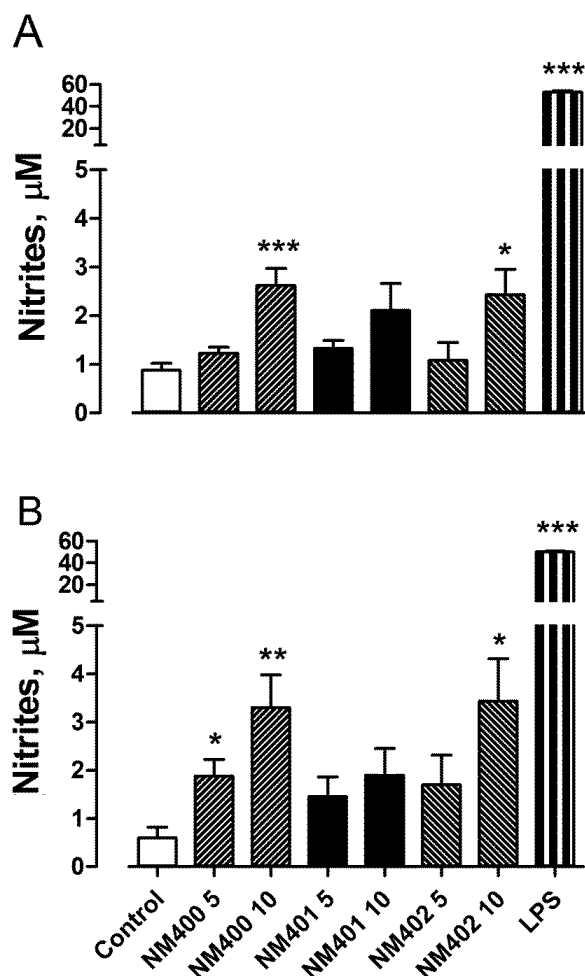 A
60
40
20
5
4
3
2
1
0
Nitrites, µM
***
*
***
B
60
40
20
5
4
3
2
1
0
Nitrites, µM
*
**
*
***
Control
NM400 5
NM400 10
NM401 5
NM401 10
NM402 5
NM402 10
LPS